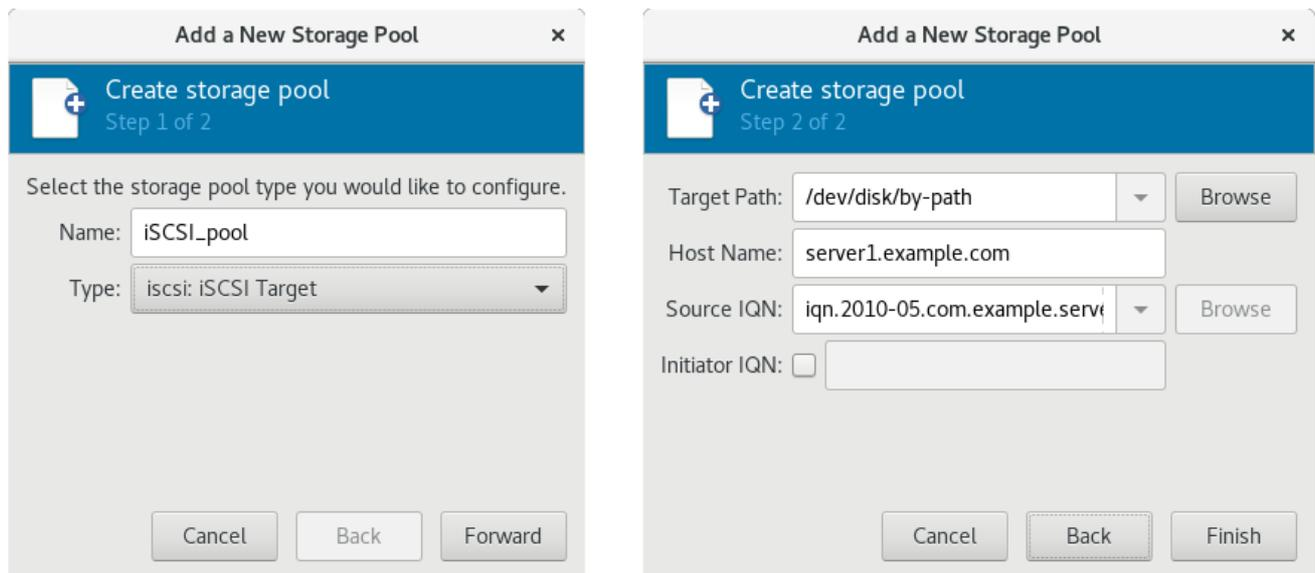 Add a New Storage Pool
Create storage pool
Step 1 of 2
Select the storage pool type you would like to configure.
Name: iSCSI_pool
Type: iscsi: iSCSI Target
Cancel Back Forward
Add a New Storage Pool
Create storage pool
Step 2 of 2
Target Path: /dev/disk/by-path Browse
Host Name: server1.example.com
Source IQN: iqn.2010-05.com.example.serve Browse
Initiator IQN:
Cancel Back Finish